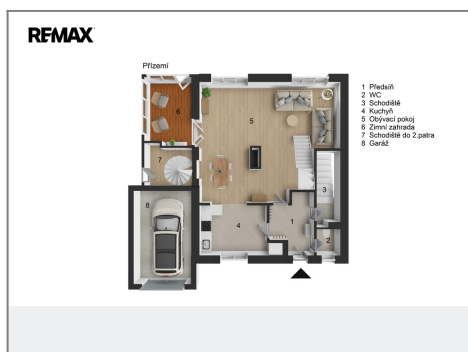 RE/MAX
Přízemí
1 Předsíň
2 WC
3 Schodiště
4 Kuchyň
5 Obývací pokoj
6 Zimní zahrada
7 Schodiště do 2.patra
8 Garáž
6
5
7
3
8
4
1
2